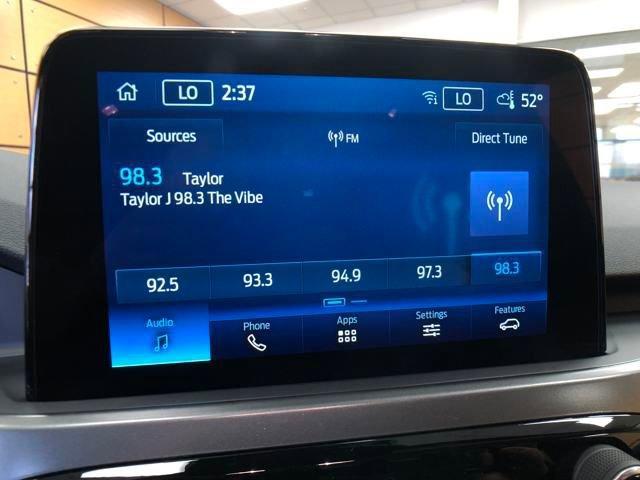 LO 2:37 LO 52°
Sources FM Direct Tune
98.3 Taylor
Taylor J 98.3 The Vibe
92.5 93.3 94.9 97.3 98.3
Audio Phone Apps Settings Features